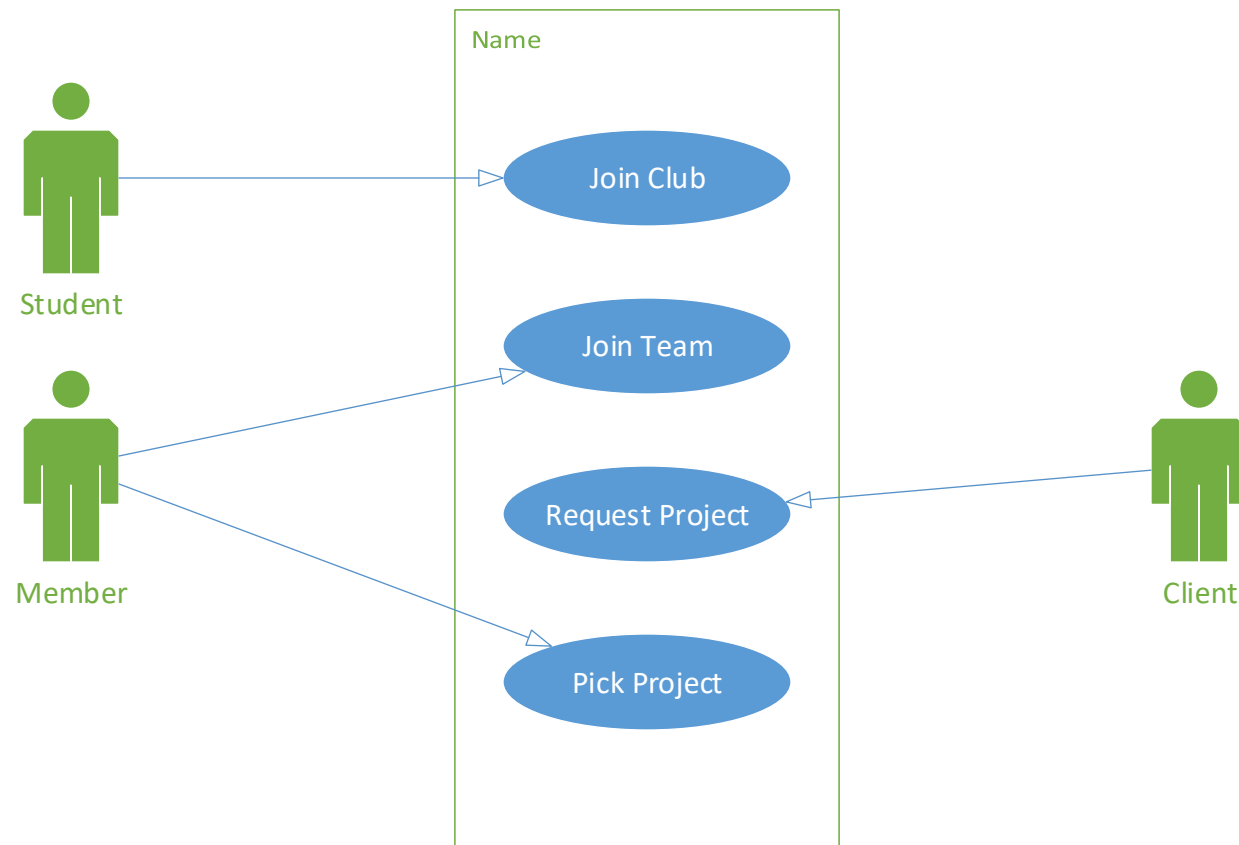 Name
Join Club
Student
Join Team
Request Project
Member
Client
Pick Project